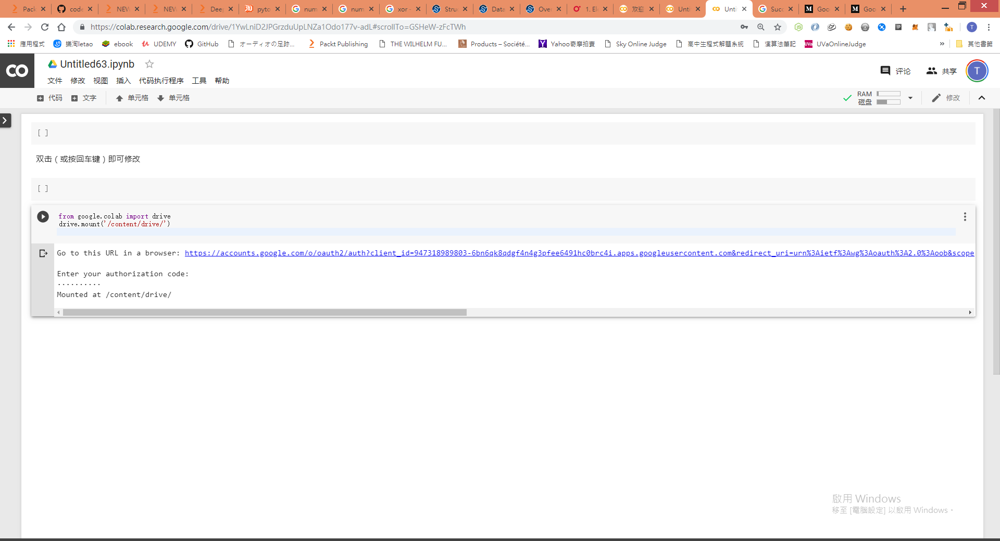 Pack code NEW NEW Deep pyto num num xor - Struc Data Over 1. El 欢迎 Unti Unti Succ Goo Goo
https://colab.research.google.com/drive/1YwLniD2JPGrzduUpLNZa1Odo177v-adL#scrollTo=GSHeW-zFcTWh
應用程式 樂淘letao ebook UDEMY GitHub オーディオの足跡... Packt Publishing THE WILHELM FU... Products – Société... Yahoo奇摩拍賣 Sky Online Judge 高中生程式解題系統 演算法筆記 UVaOnlineJudge » 其他書籤
CO Untitled63.ipynb
评论 共享 T
文件 修改 视图 插入 代码执行程序 工具 帮助
代码 文字 单元格 单元格 RAM 磁盘 修改
[ ]
双击（或按回车键）即可修改
[ ]
from google.colab import drive
drive.mount('/content/drive/')
Go to this URL in a browser: https://accounts.google.com/o/oauth2/auth?client_id=947318989803-6bn6qk8qdgf4n4g3pfee6491hc0brc4i.apps.googleusercontent.com&redirect_uri=urn%3Aietf%3Awg%3Aoauth%3A2.0%3Aoob&scope
Enter your authorization code:
··········
Mounted at /content/drive/
啟用 Windows
移至 [電腦設定] 以啟用 Windows。